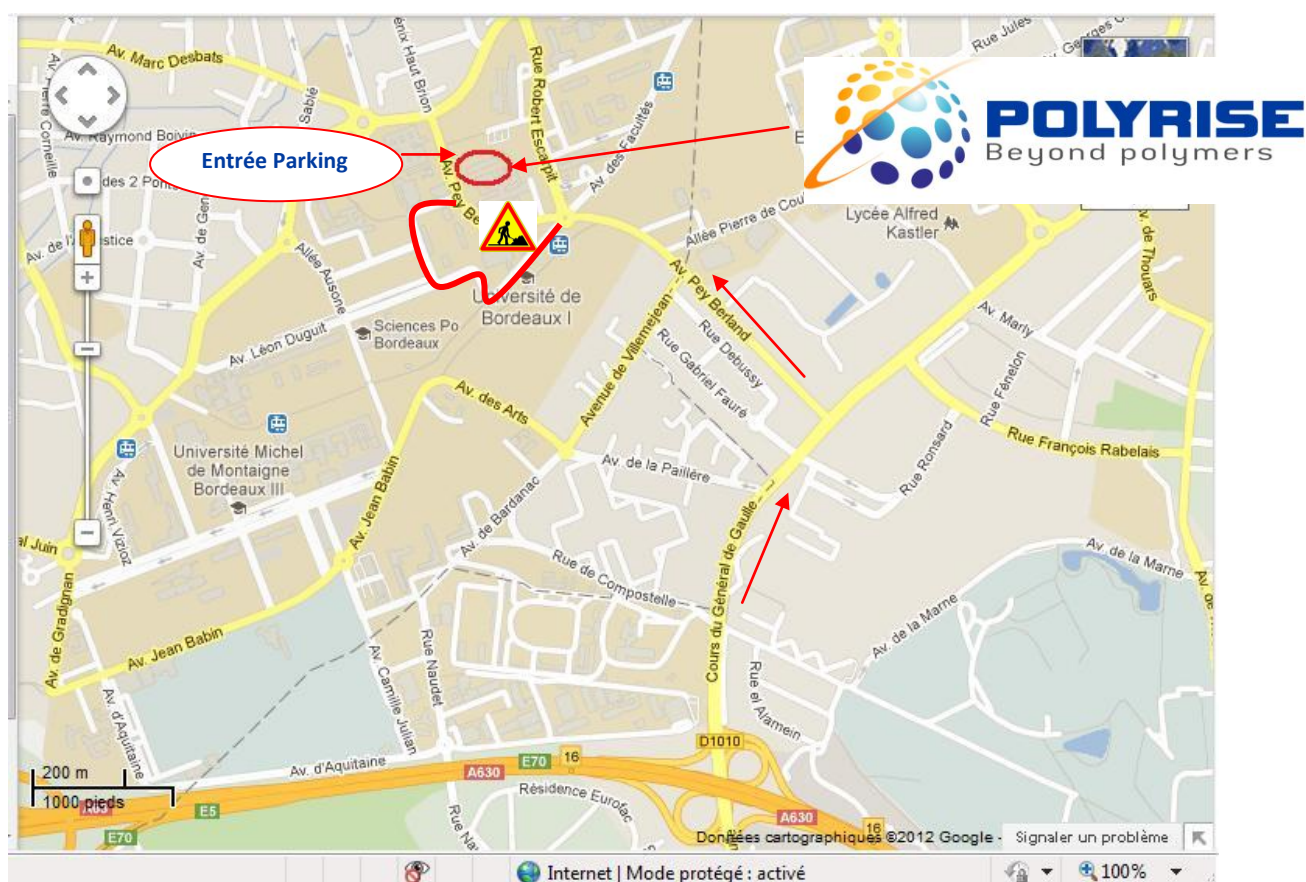 Av. Marc Desbats
Rue Robert Escarpit
Sablé
Av. des Facultés
Rue Jules
POLYRISE
Beyond polymers
Entrée Parking
Av. Raymond Boivin
Corneille
des 2 Ponts
Av. Pey Be
Allée Pierre de Cou
Lycée Alfred
Kastler
Av. de Thouars
Allée Ausone
Université de
Bordeaux I
Av. Pey Berland
Sciences Po
Bordeaux
Av. Léon Duguit
Avenue de Villemejean
Rue Debussy
Rue Gabriel Fauré
Av. Marly
Rue Fénelon
Av. des Arts
Rue François Rabelais
Rue Ronsard
Université Michel
de Montaigne
Bordeaux III
Av. de la Paillère
Av. Henri Vizioz
Av. Jean Babin
Av. de Bardanac
al Juin
Rue de Compostelle
Cours du Général de Gaulle
Av. de la Marne
Av. de la Marne
Av. de Gradignan
Av. Jean Babin
Rue Naudet
Av. Camille Julian
Rue el Alamein
Av. d'Aquitaine
D1010
Av. d'Aquitaine
A630
E70
16
200 m
1000 pieds
E5
E70
Résidence Eurofac
A630
16
Données cartographiques ©2012 Google -
Signaler un problème
Internet | Mode protégé : activé
100%